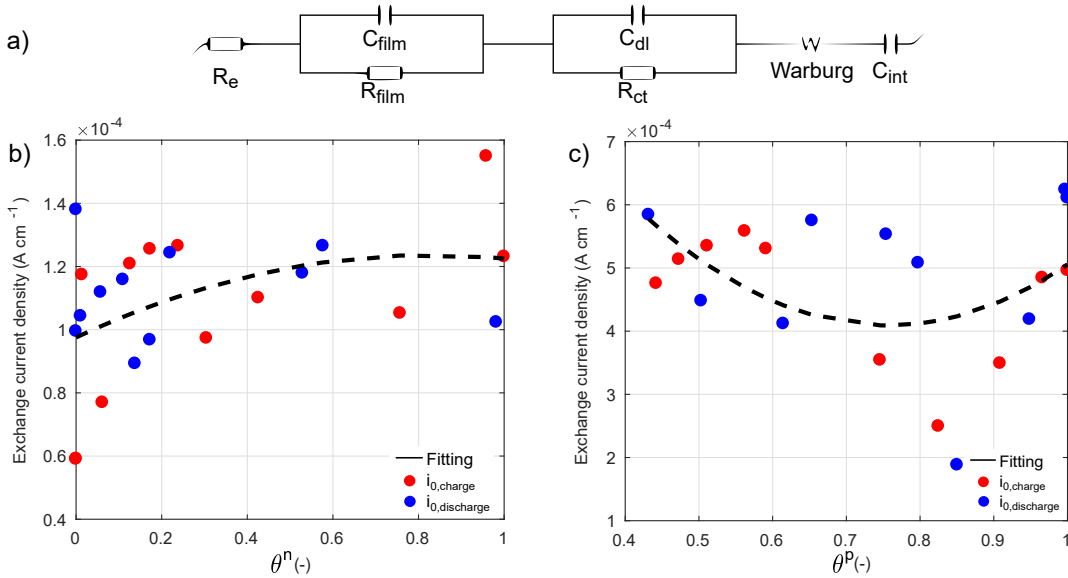 a)
C_film
C_dl
R_e
R_film
R_ct
Warburg
C_int
b)
×10^-4
1.6
1.4
1.2
1
0.8
0.6
0.4
Exchange current density (A cm ^-1)
0
0.2
0.4
0.6
0.8
1
θ^n (-)
Fitting
i_0,charge
i_0,discharge
c)
×10^-4
7
6
5
4
3
2
1
Exchange current density (A cm ^-1)
0.4
0.5
0.6
0.7
0.8
0.9
1
θ^p (-)
Fitting
i_0,charge
i_0,discharge